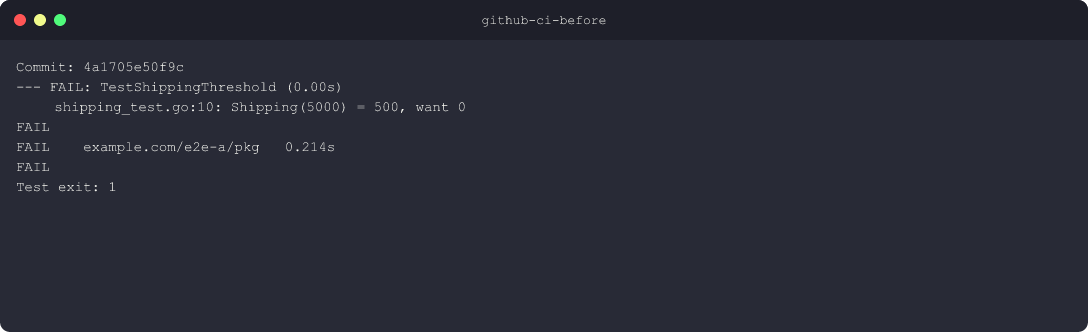 github-ci-before
Commit: 4a1705e50f9c
--- FAIL: TestShippingThreshold (0.00s)
    shipping_test.go:10: Shipping(5000) = 500, want 0
FAIL
FAIL    example.com/e2e-a/pkg   0.214s
FAIL
Test exit: 1